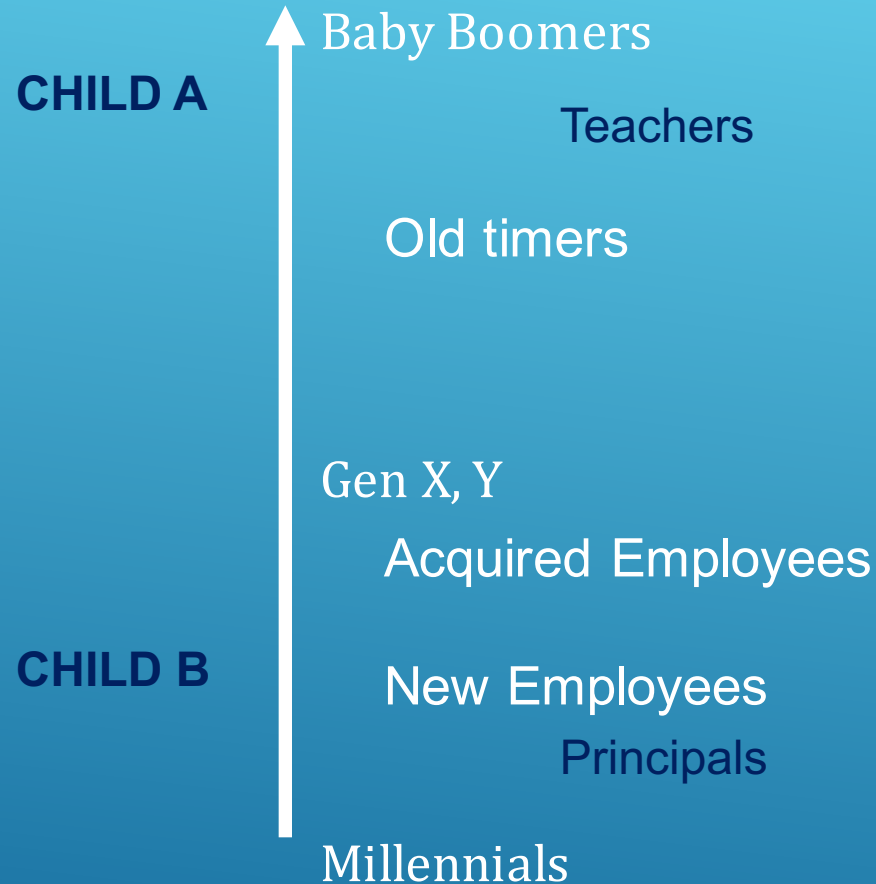 Baby Boomers
CHILD A
Teachers
Old timers
Gen X, Y
Acquired Employees
CHILD B
New Employees
Principals
Millennials